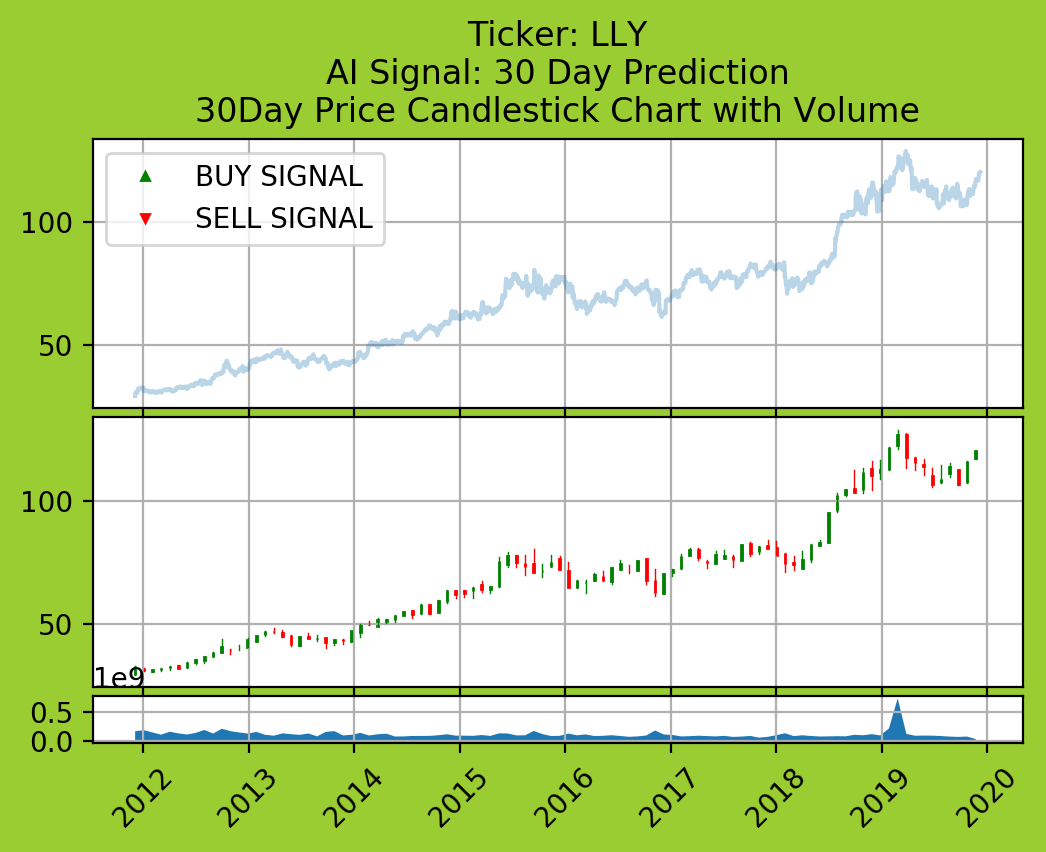 Ticker: LLY
AI Signal: 30 Day Prediction
30Day Price Candlestick Chart with Volume
BUY SIGNAL
SELL SIGNAL
100
50
100
50
1e9
0.5
0.0
2012
2013
2014
2015
2016
2017
2018
2019
2020